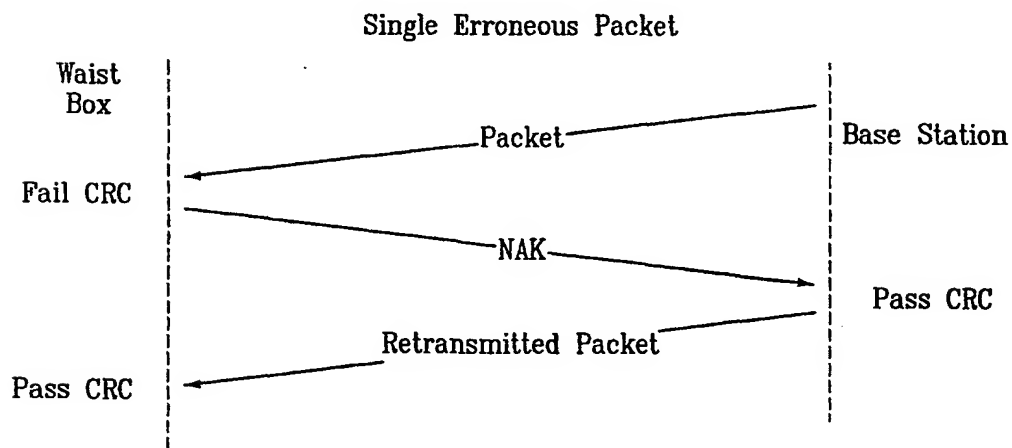 Single Erroneous Packet
Waist
Box
Packet
Base Station
Fail CRC
NAK
Pass CRC
Retransmitted Packet
Pass CRC